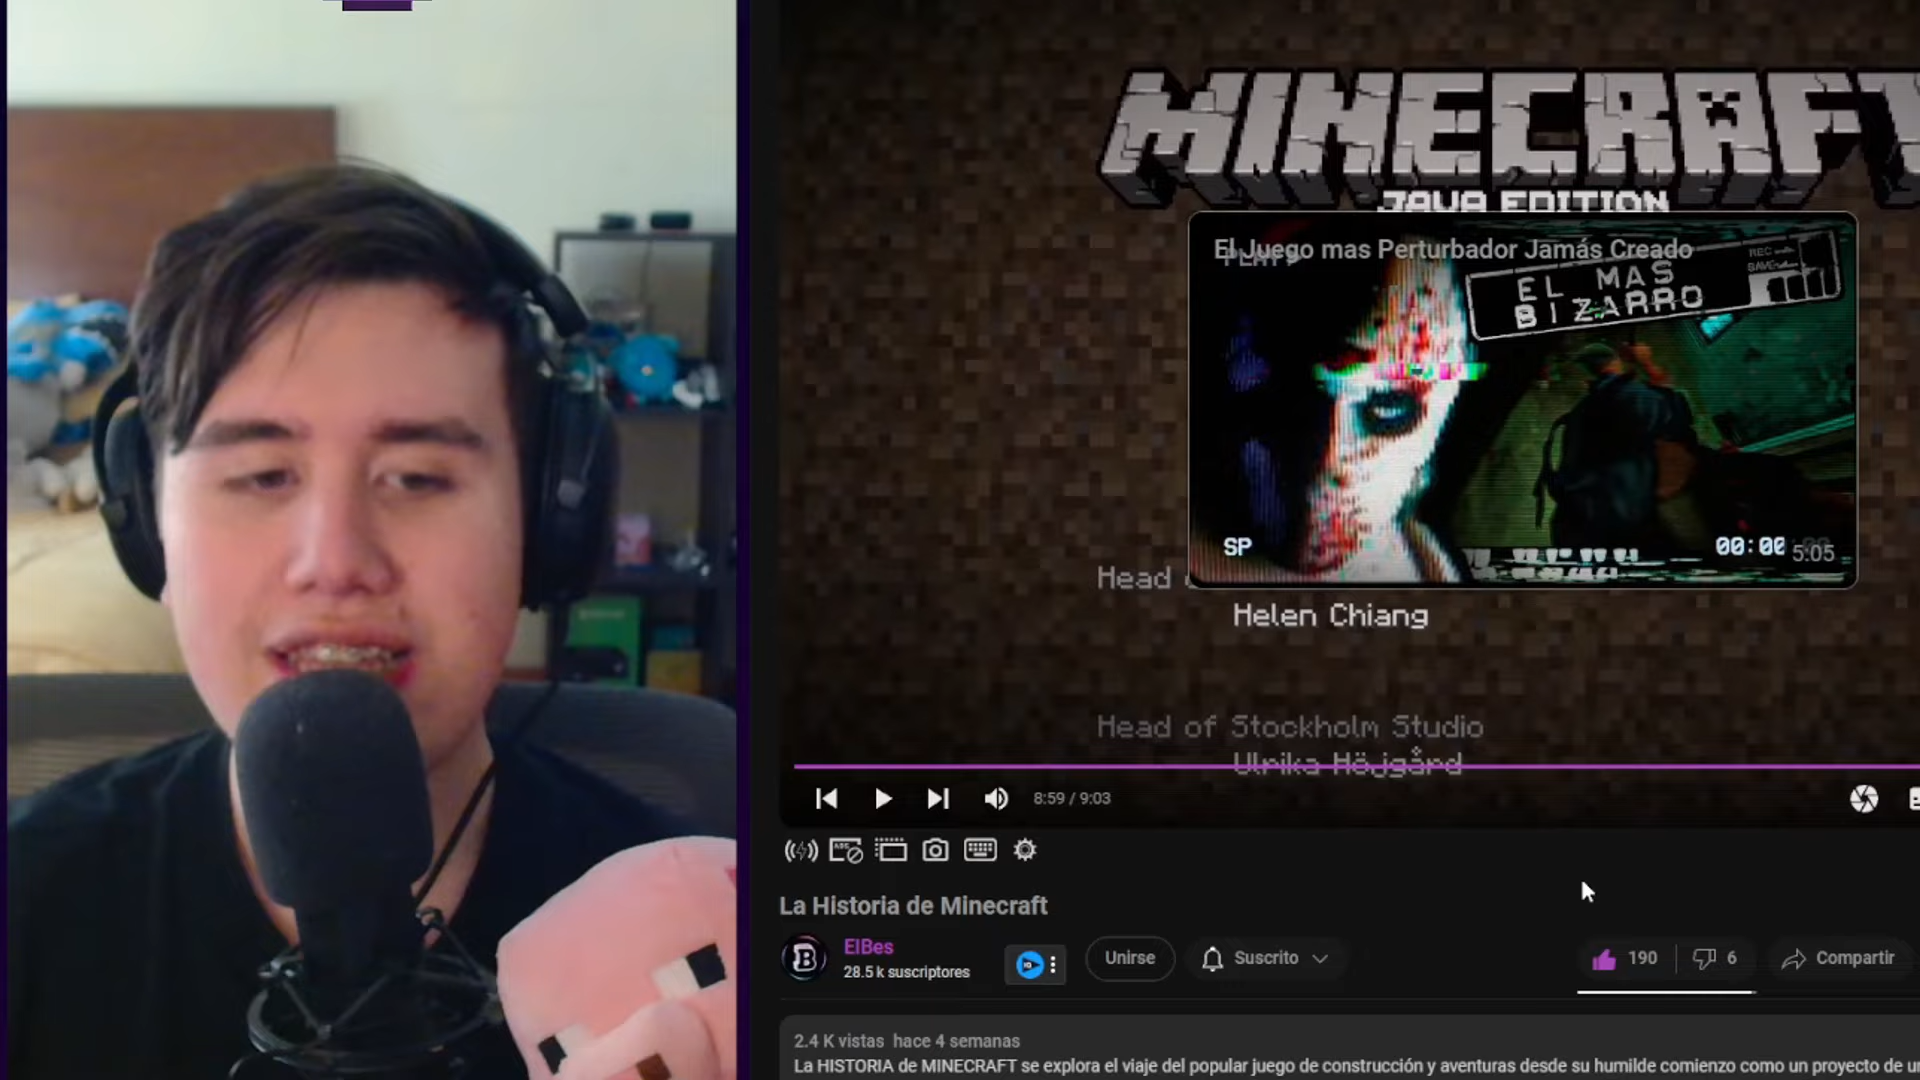 MINECRAFT
JAVA EDITION
El Juego mas Perturbador Jamás Creado
EL MAS
BIZARRO
SP
00:00
5:05
Head
Helen Chiang
Head of Stockholm Studio
Ulrika Höjgård
8:59 / 9:03
La Historia de Minecraft
ElBes
28.5 k suscriptores
Unirse
Suscrito
190
6
Compartir
2.4 K vistas hace 4 semanas
La HISTORIA de MINECRAFT se explora el viaje del popular juego de construcción y aventuras desde su humilde comienzo como un proyecto de